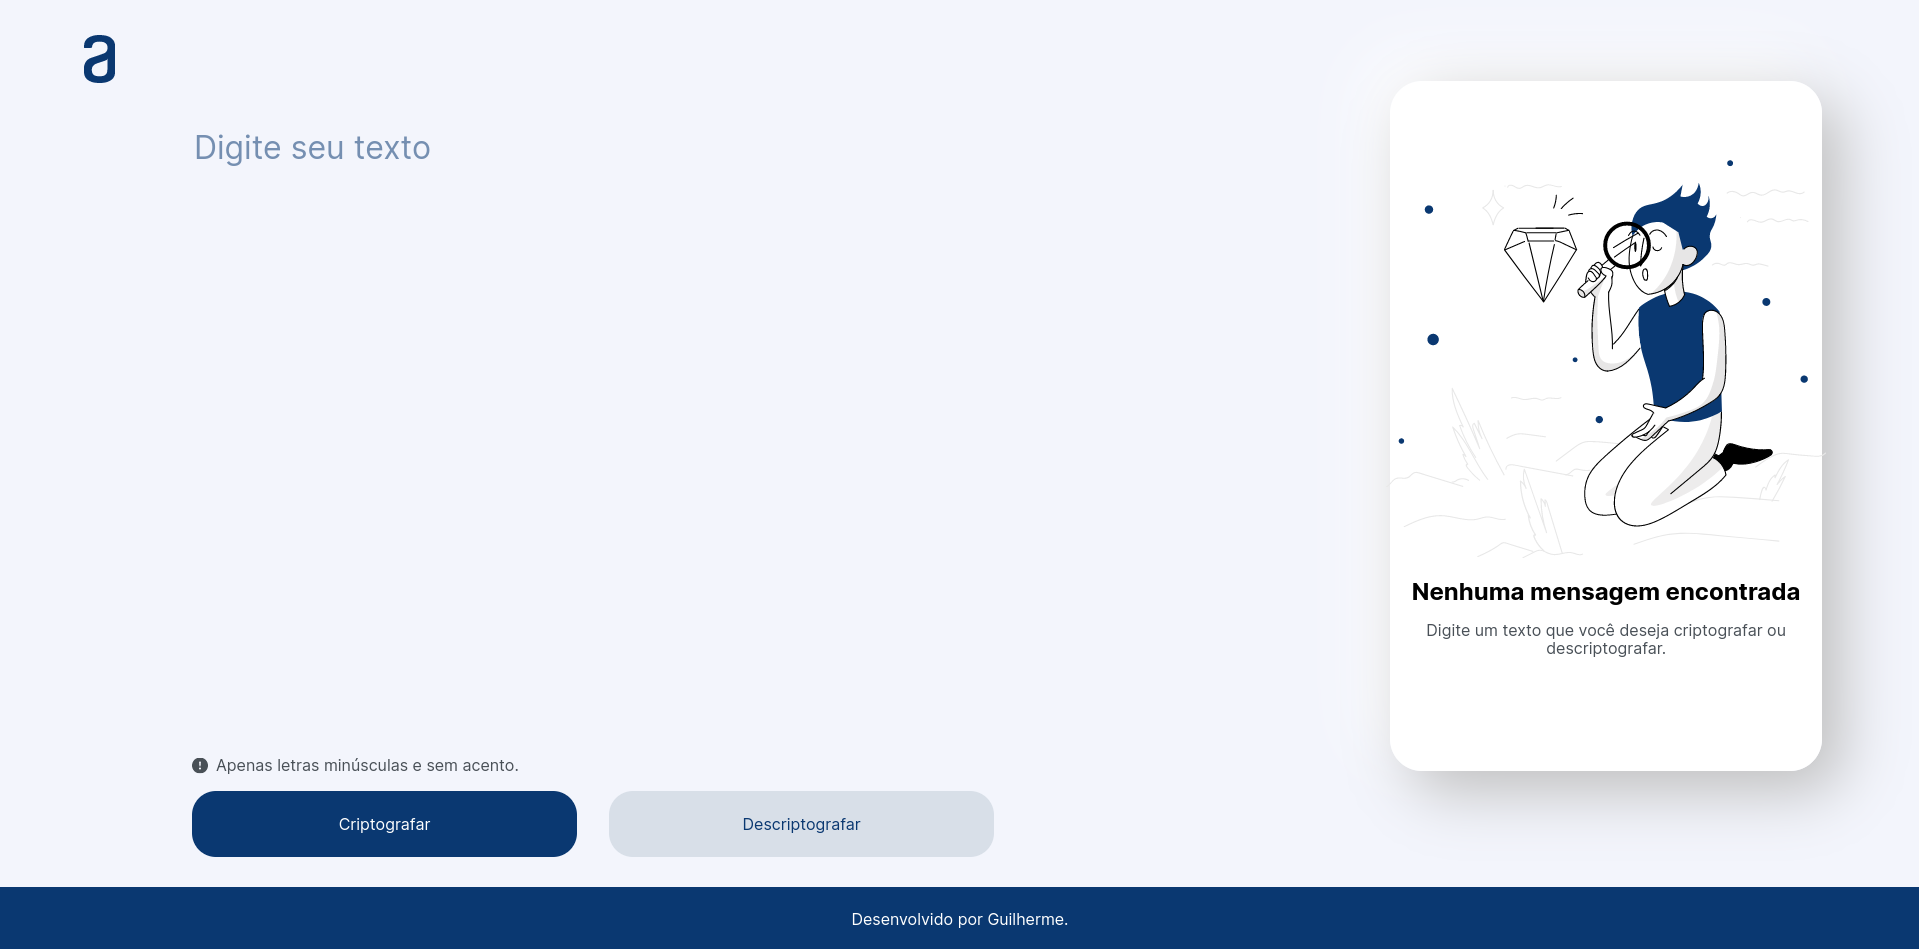 a
Digite seu texto
Nenhuma mensagem encontrada
Digite um texto que você deseja criptografar ou
descriptografar.
Apenas letras minúsculas e sem acento.
Criptografar
Descriptografar
Desenvolvido por Guilherme.